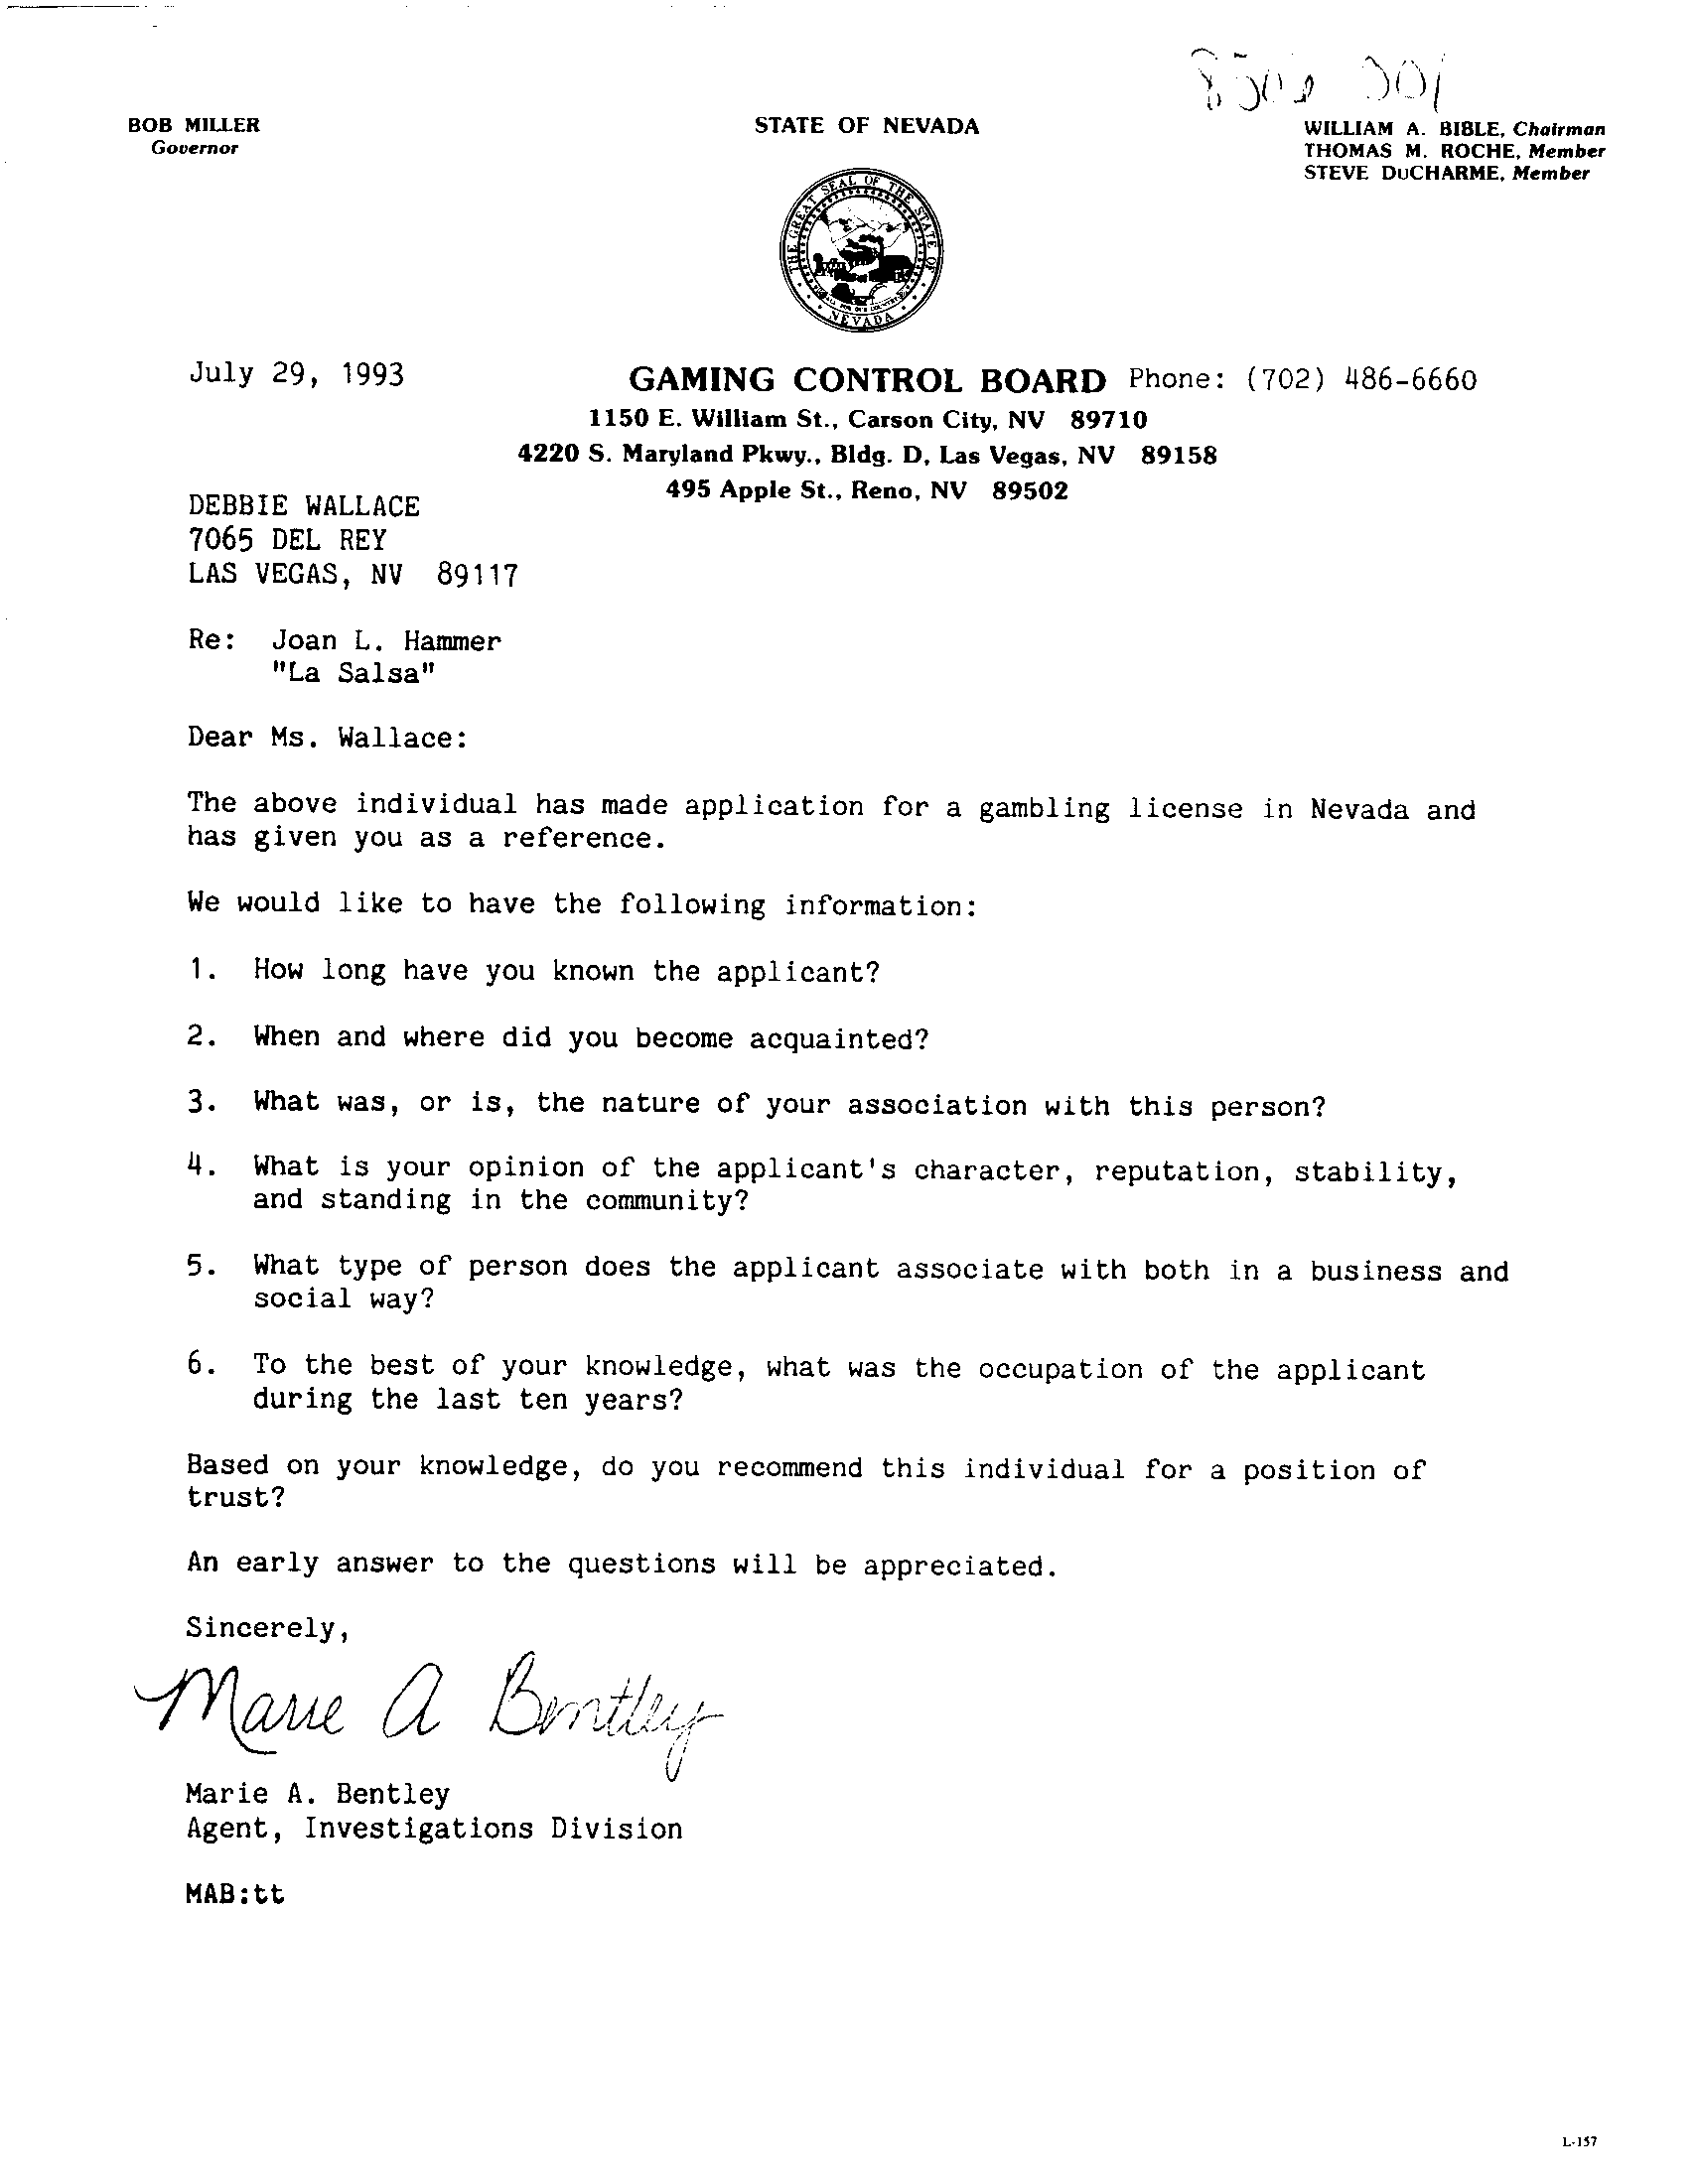 BOB MILLER
Governor
STATE OF NEVADA
WILLIAM A. BIBLE, Chairman
THOMAS M. ROCHE, Member
STEVE DuCHARME, Member
THE GREAT SEAL OF THE STATE OF
NEVADA
July 29, 1993
GAMING CONTROL BOARD Phone: (702) 486-6660
1150 E. William St., Carson City, NV 89710
4220 S. Maryland Pkwy., Bldg. D, Las Vegas, NV 89158
495 Apple St., Reno, NV 89502
DEBBIE WALLACE
7065 DEL REY
LAS VEGAS, NV 89117
Re: Joan L. Hammer
"La Salsa"
Dear Ms. Wallace:
The above individual has made application for a gambling license in Nevada and
has given you as a reference.
We would like to have the following information:
1. How long have you known the applicant?
2. When and where did you become acquainted?
3. What was, or is, the nature of your association with this person?
4. What is your opinion of the applicant's character, reputation, stability,
and standing in the community?
5. What type of person does the applicant associate with both in a business and
social way?
6. To the best of your knowledge, what was the occupation of the applicant
during the last ten years?
Based on your knowledge, do you recommend this individual for a position of
trust?
An early answer to the questions will be appreciated.
Sincerely,
Marie A Bentley
Marie A. Bentley
Agent, Investigations Division
MAB:tt
L-157